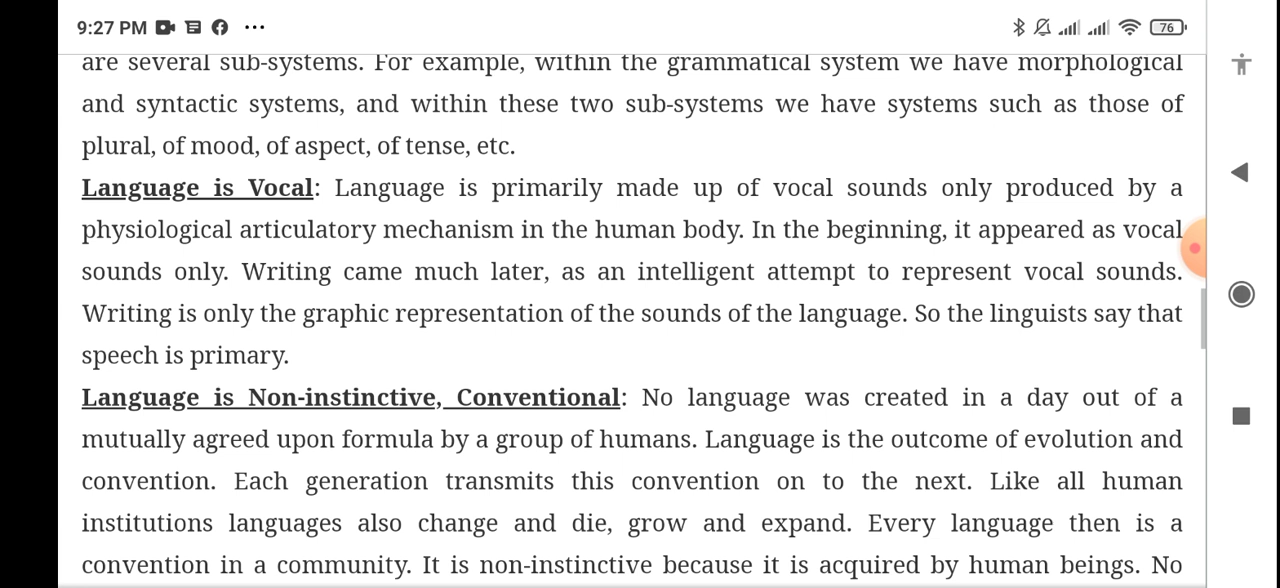 9:27 PM
76
are several sub-systems. For example, within the grammatical system we have morphological
and syntactic systems, and within these two sub-systems we have systems such as those of
plural, of mood, of aspect, of tense, etc.
Language is Vocal: Language is primarily made up of vocal sounds only produced by a
physiological articulatory mechanism in the human body. In the beginning, it appeared as vocal
sounds only. Writing came much later, as an intelligent attempt to represent vocal sounds.
Writing is only the graphic representation of the sounds of the language. So the linguists say that
speech is primary.
Language is Non-instinctive, Conventional: No language was created in a day out of a
mutually agreed upon formula by a group of humans. Language is the outcome of evolution and
convention. Each generation transmits this convention on to the next. Like all human
institutions languages also change and die, grow and expand. Every language then is a
convention in a community. It is non-instinctive because it is acquired by human beings. No